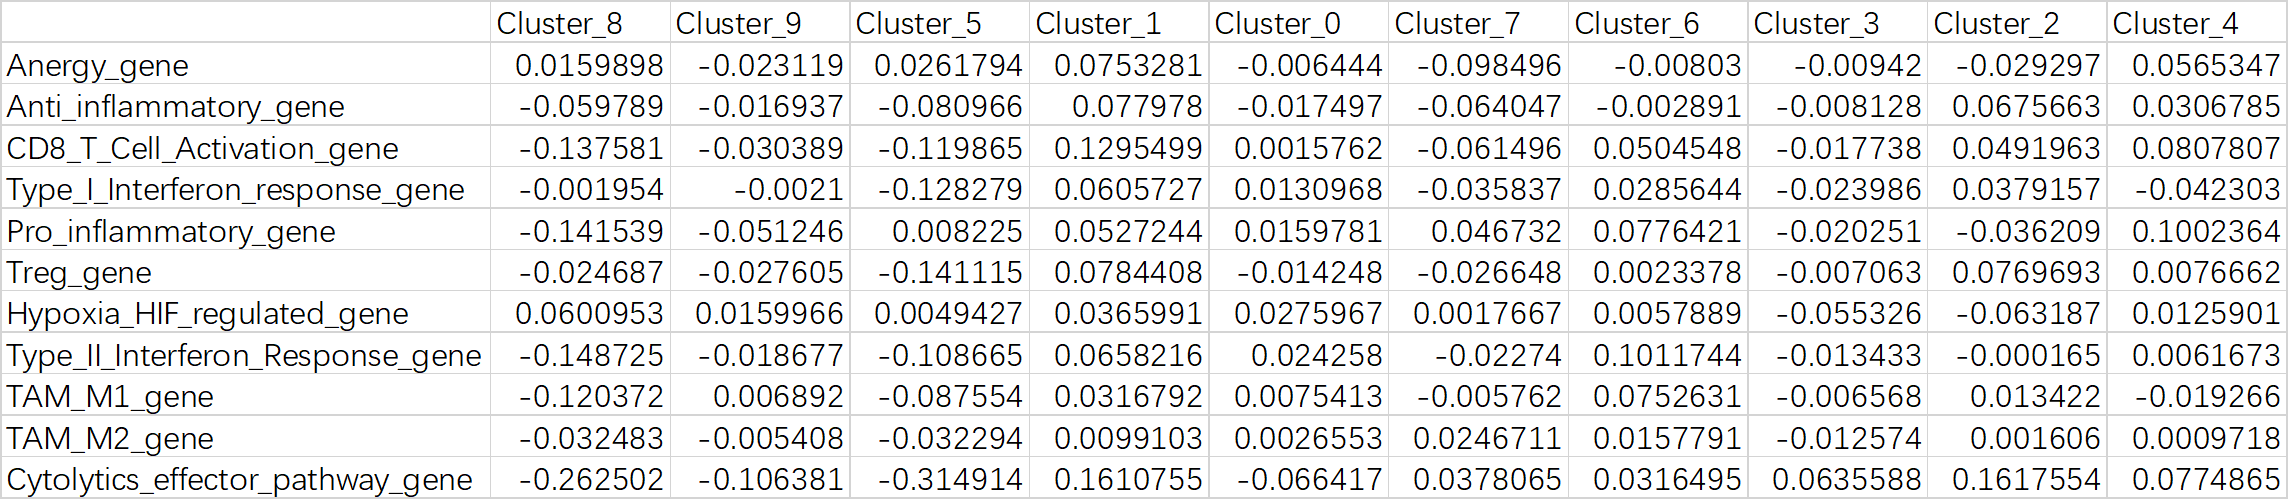 Cluster_8 Cluster_9 Cluster_5 Cluster_1 Cluster_0 Cluster_7 Cluster_6 Cluster_3 Cluster_2 Cluster_4
Anergy_gene 0.0159898 -0.023119 0.0261794 0.0753281 -0.006444 -0.098496 -0.00803 -0.00942 -0.029297 0.0565347
Anti_inflammatory_gene -0.059789 -0.016937 -0.080966 0.077978 -0.017497 -0.064047 -0.002891 -0.008128 0.0675663 0.0306785
CD8_T_Cell_Activation_gene -0.137581 -0.030389 -0.119865 0.1295499 0.0015762 -0.061496 0.0504548 -0.017738 0.0491963 0.0807807
Type_I_Interferon_response_gene -0.001954 -0.0021 -0.128279 0.0605727 0.0130968 -0.035837 0.0285644 -0.023986 0.0379157 -0.042303
Pro_inflammatory_gene -0.141539 -0.051246 0.008225 0.0527244 0.0159781 0.046732 0.0776421 -0.020251 -0.036209 0.1002364
Treg_gene -0.024687 -0.027605 -0.141115 0.0784408 -0.014248 -0.026648 0.0023378 -0.007063 0.0769693 0.0076662
Hypoxia_HIF_regulated_gene 0.0600953 0.0159966 0.0049427 0.0365991 0.0275967 0.0017667 0.0057889 -0.055326 -0.063187 0.0125901
Type_II_Interferon_Response_gene -0.148725 -0.018677 -0.108665 0.0658216 0.024258 -0.02274 0.1011744 -0.013433 -0.000165 0.0061673
TAM_M1_gene -0.120372 0.006892 -0.087554 0.0316792 0.0075413 -0.005762 0.0752631 -0.006568 0.013422 -0.019266
TAM_M2_gene -0.032483 -0.005408 -0.032294 0.0099103 0.0026553 0.0246711 0.0157791 -0.012574 0.001606 0.0009718
Cytolytics_effector_pathway_gene -0.262502 -0.106381 -0.314914 0.1610755 -0.066417 0.0378065 0.0316495 0.0635588 0.1617554 0.0774865